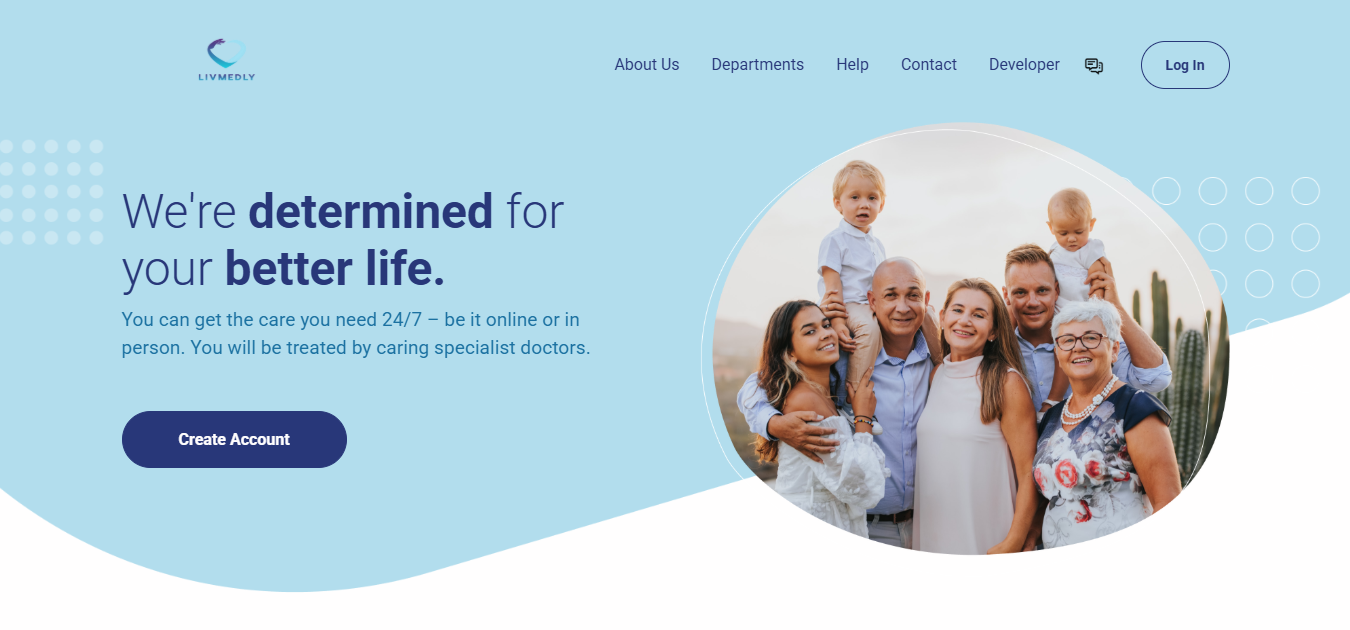 LIVMEDLY
About Us
Departments
Help
Contact
Developer
Log In
We're determined for
your better life.
You can get the care you need 24/7 – be it online or in
person. You will be treated by caring specialist doctors.
Create Account